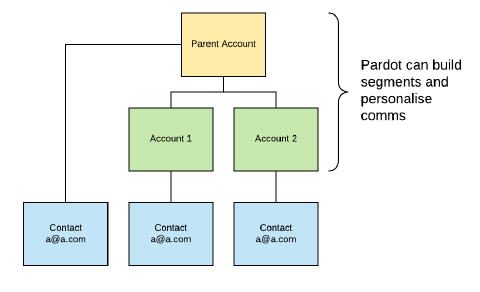 Parent Account
Pardot can build
segments and
personalise
comms
Account 1
Account 2
Contact
a@a.com
Contact
a@a.com
Contact
a@a.com